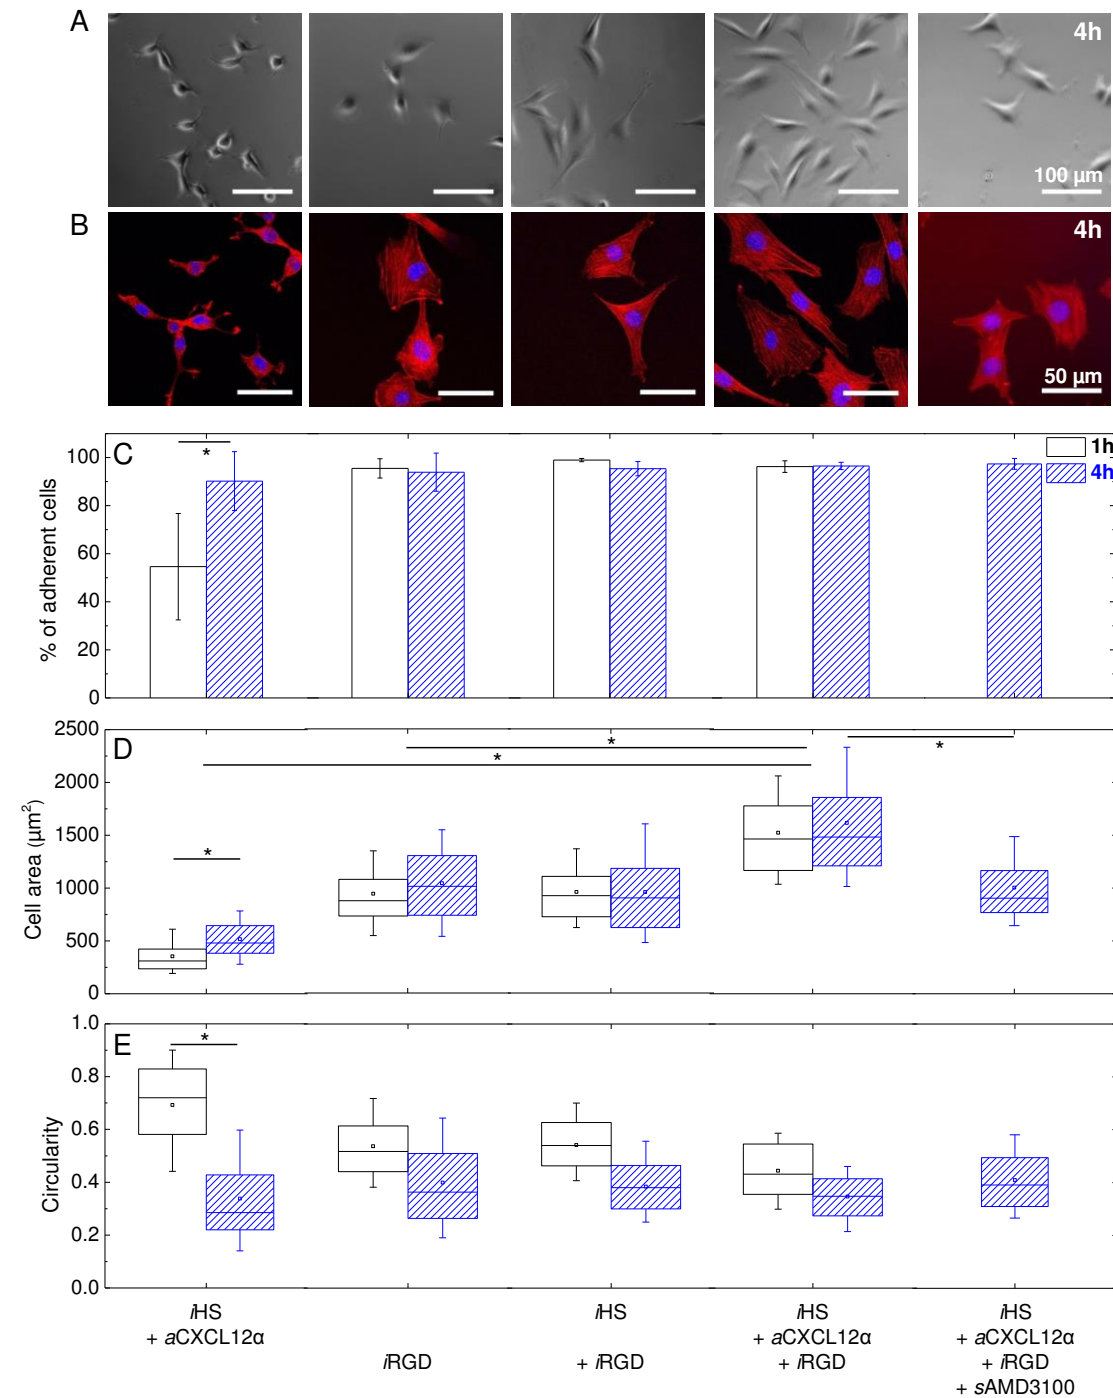 A
4h
100 µm
B
4h
50 µm
C
1h
4h
*
% of adherent cells
100
80
60
40
20
0
D
*
*
*
*
Cell area (µm²)
2500
2000
1500
1000
500
0
E
*
Circularity
1.0
0.8
0.6
0.4
0.2
0.0
iHS
+ aCXCL12α
iRGD
iHS
+ iRGD
iHS
+ aCXCL12α
+ iRGD
iHS
+ aCXCL12α
+ iRGD
+ sAMD3100